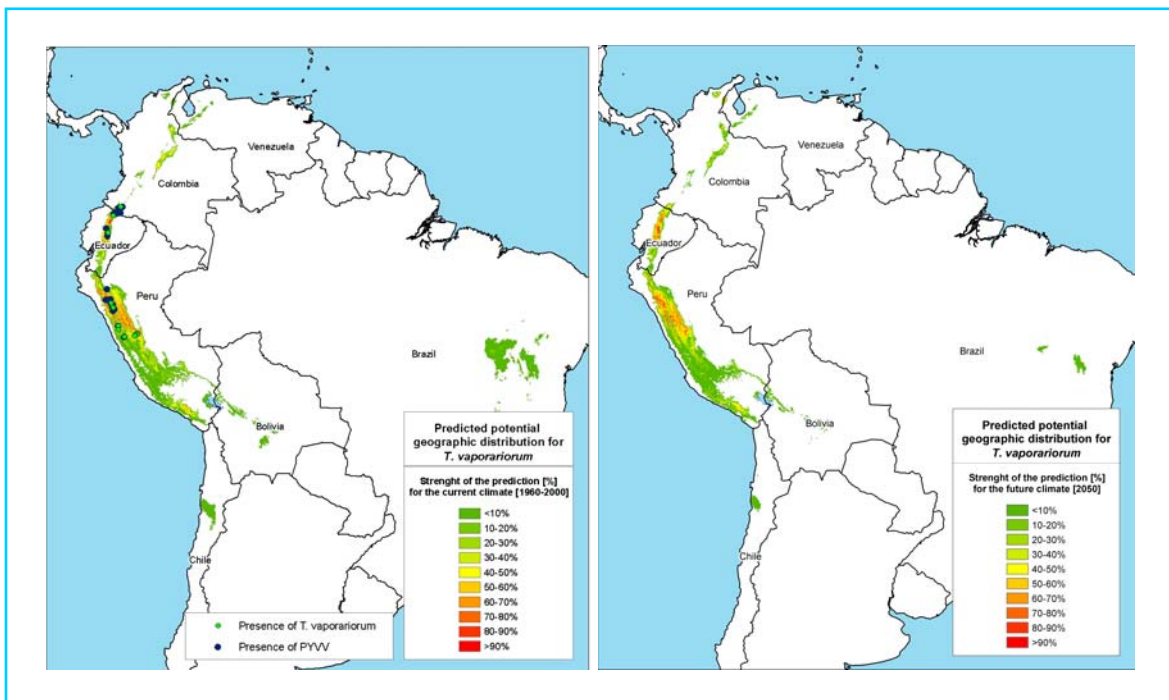 Venezuela
Colombia
Ecuador
Peru
Brazil
Bolivia
Chile
Predicted potential
geographic distribution for
T. vaporariorum
Strenght of the prediction [%]
for the current climate [1960-2000]
<10%
10-20%
20-30%
30-40%
40-50%
50-60%
60-70%
70-80%
80-90%
>90%
Presence of T. vaporariorum
Presence of PYVV
Venezuela
Colombia
Ecuador
Peru
Brazil
Bolivia
Chile
Predicted potential
geographic distribution for
T. vaporariorum
Strenght of the prediction [%]
for the future climate [2050]
<10%
10-20%
20-30%
30-40%
40-50%
50-60%
60-70%
70-80%
80-90%
>90%